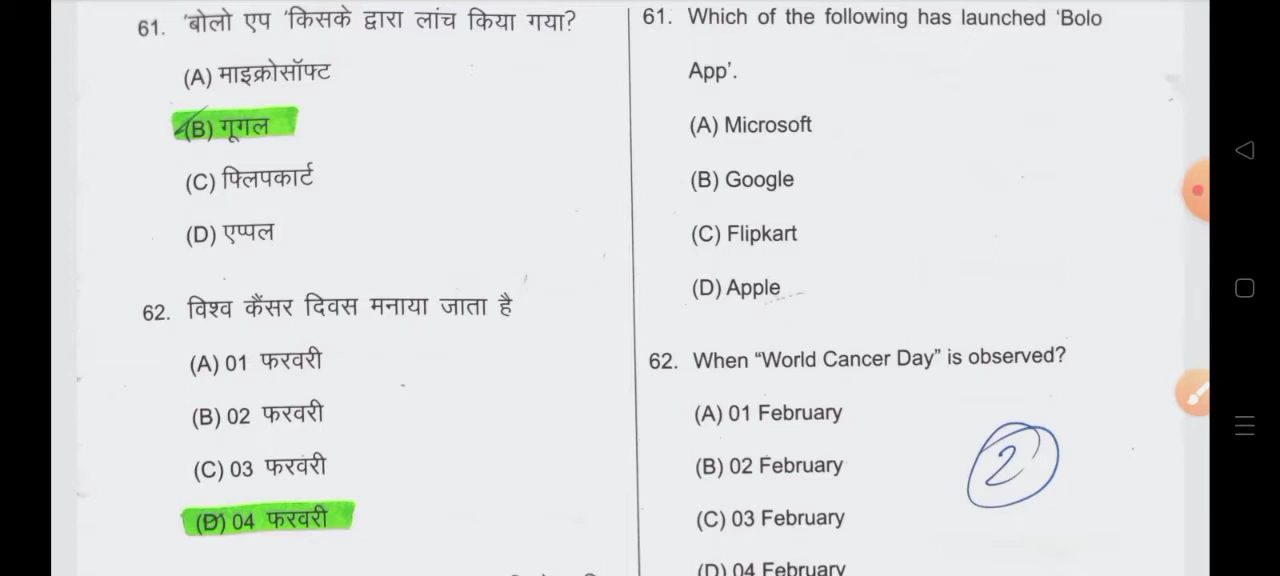 61. 'बोलो एप 'किसके द्वारा लांच किया गया?
(A) माइक्रोसॉफ्ट
(B) गूगल
(C) फ्लिपकार्ट
(D) एप्पल
62. विश्व कैंसर दिवस मनाया जाता है
(A) 01 फरवरी
(B) 02 फरवरी
(C) 03 फरवरी
(D) 04 फरवरी
61. Which of the following has launched 'Bolo
App'.
(A) Microsoft
(B) Google
(C) Flipkart
(D) Apple
62. When "World Cancer Day" is observed?
(A) 01 February
(B) 02 February
(C) 03 February
(D) 04 February
2